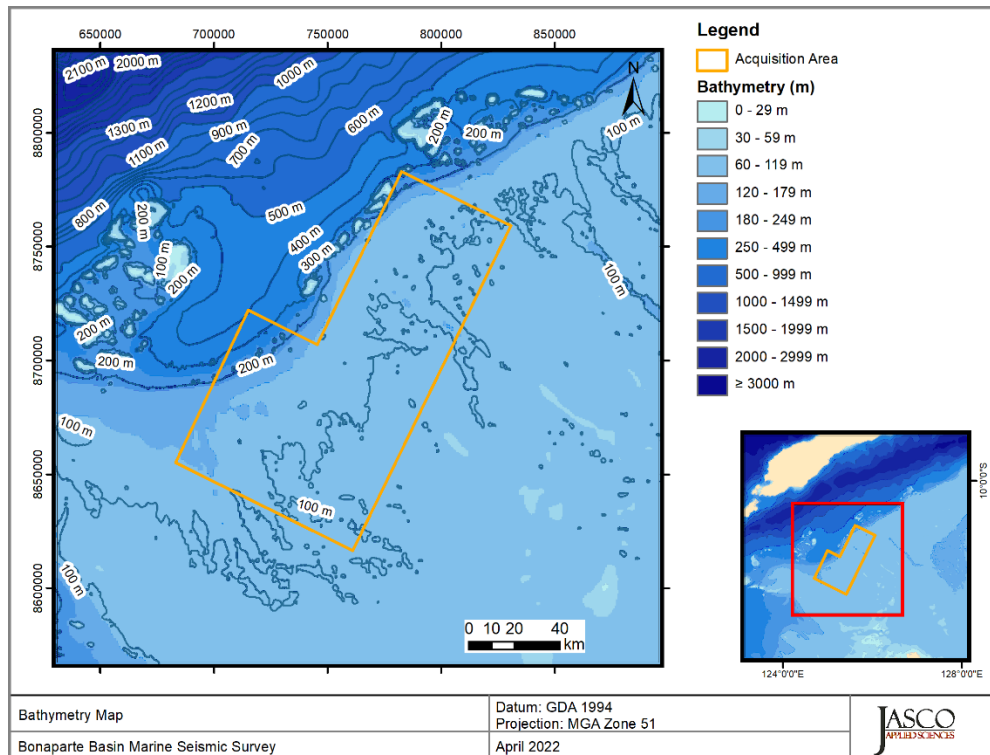 650000 700000 750000 800000 850000
Legend
Acquisition Area
Bathymetry (m)
0 - 29 m
30 - 59 m
60 - 119 m
120 - 179 m
180 - 249 m
250 - 499 m
500 - 999 m
1000 - 1499 m
1500 - 1999 m
2000 - 2999 m
≥ 3000 m
N
2100 m
2000 m
1000 m
1200 m
1300 m
900 m
600 m
1100 m
700 m
200 m
200 m
100 m
8800000
800 m
200 m
500 m
400 m
300 m
100 m
200 m
100 m
8750000
200 m
200 m
200 m
8700000
100 m
8650000
100 m
100 m
8600000
0 10 20 40
km
10°0'0"S
124°0'0"E 128°0'0"E
Bathymetry Map
Datum: GDA 1994
Projection: MGA Zone 51
Bonaparte Basin Marine Seismic Survey
April 2022
JASCO
APPLIED SCIENCES